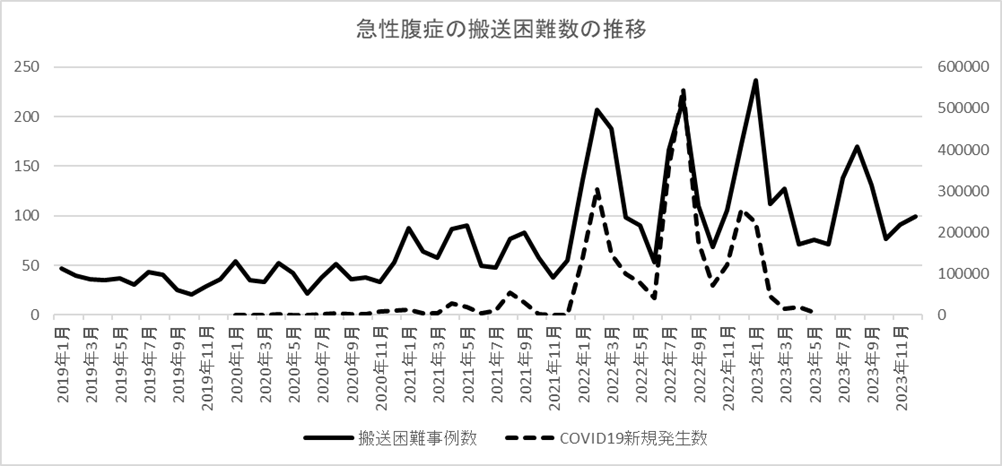 急性腹症の搬送困難数の推移
250
200
150
100
50
0
600000
500000
400000
300000
200000
100000
0
2019年1月
2019年3月
2019年5月
2019年7月
2019年9月
2019年11月
2020年1月
2020年3月
2020年5月
2020年7月
2020年9月
2020年11月
2021年1月
2021年3月
2021年5月
2021年7月
2021年9月
2021年11月
2022年1月
2022年3月
2022年5月
2022年7月
2022年9月
2022年11月
2023年1月
2023年3月
2023年5月
2023年7月
2023年9月
2023年11月
搬送困難事例数
COVID19新規発生数